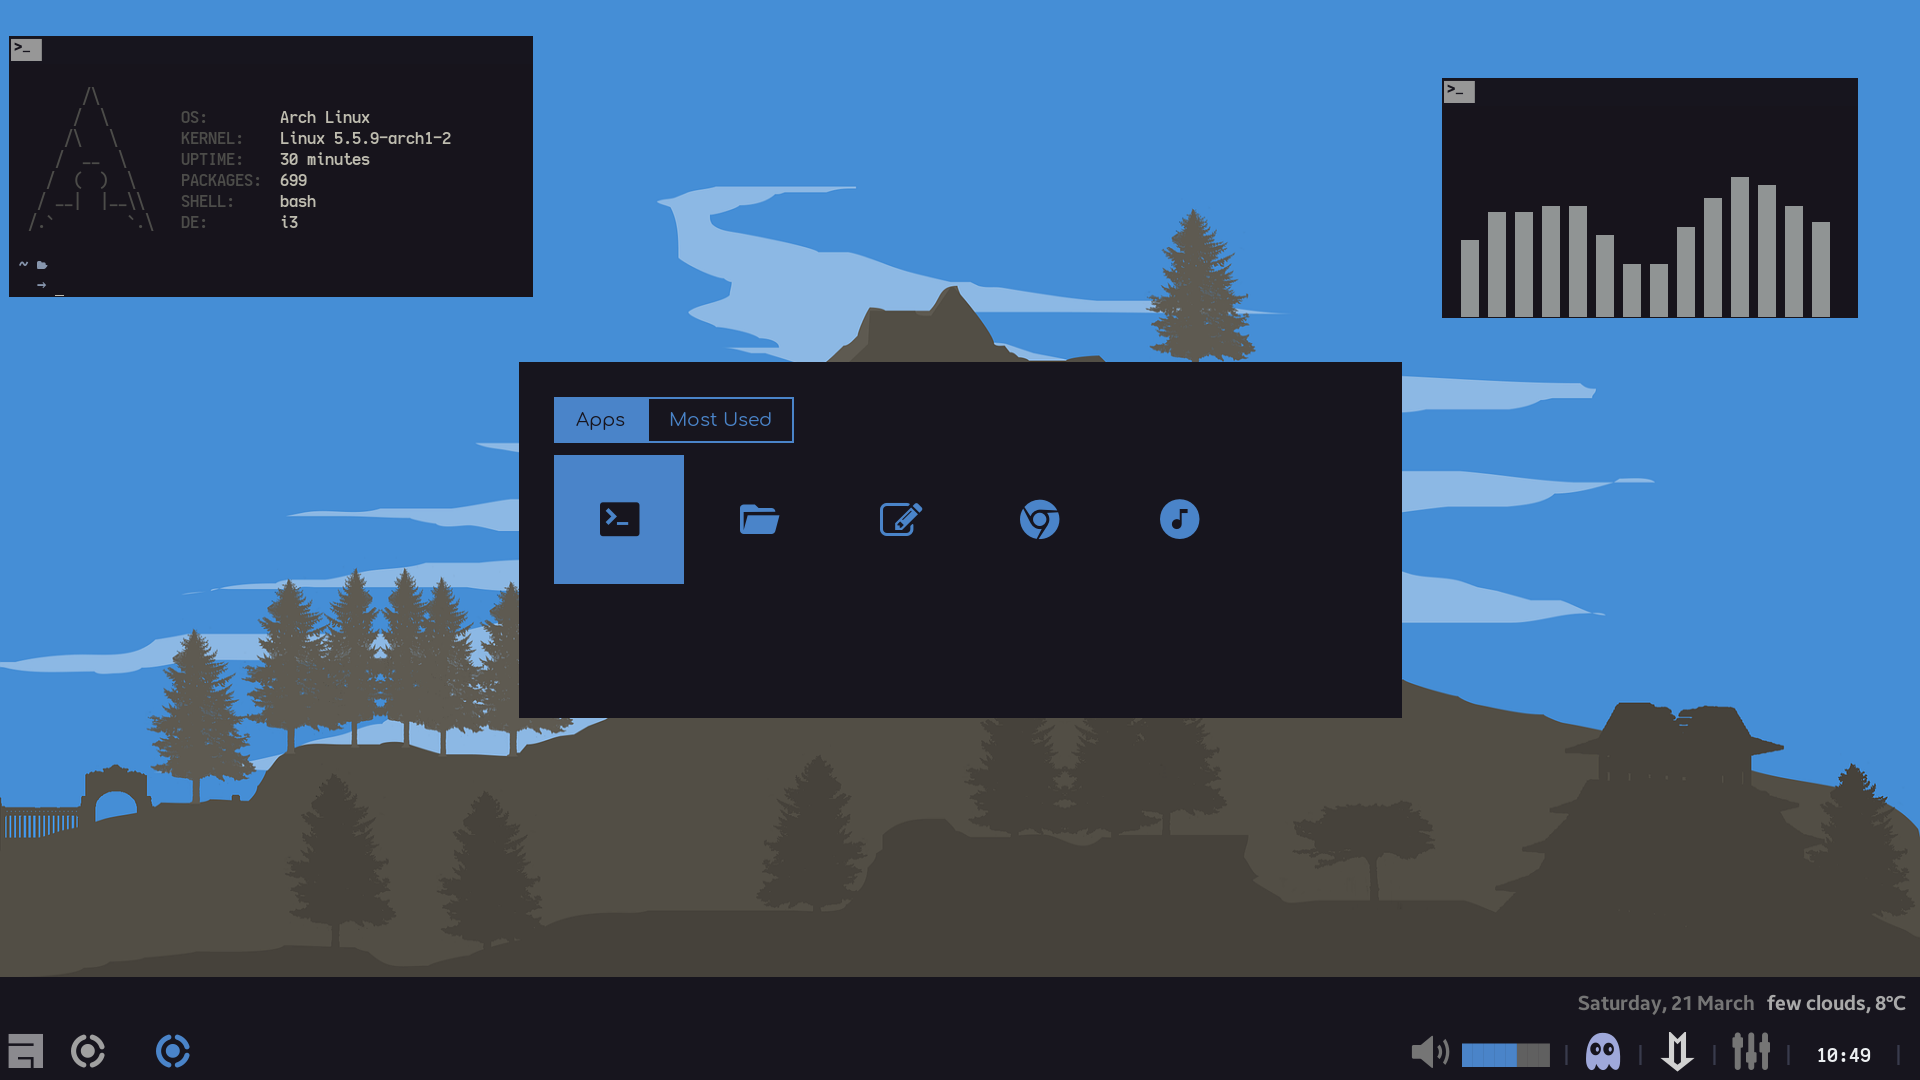 >_
OS: Arch Linux
KERNEL: Linux 5.5.9-arch1-2
UPTIME: 30 minutes
PACKAGES: 699
SHELL: bash
DE: i3
~
→ _
>_
Apps Most Used
Saturday, 21 March few clouds, 8°C
10:49